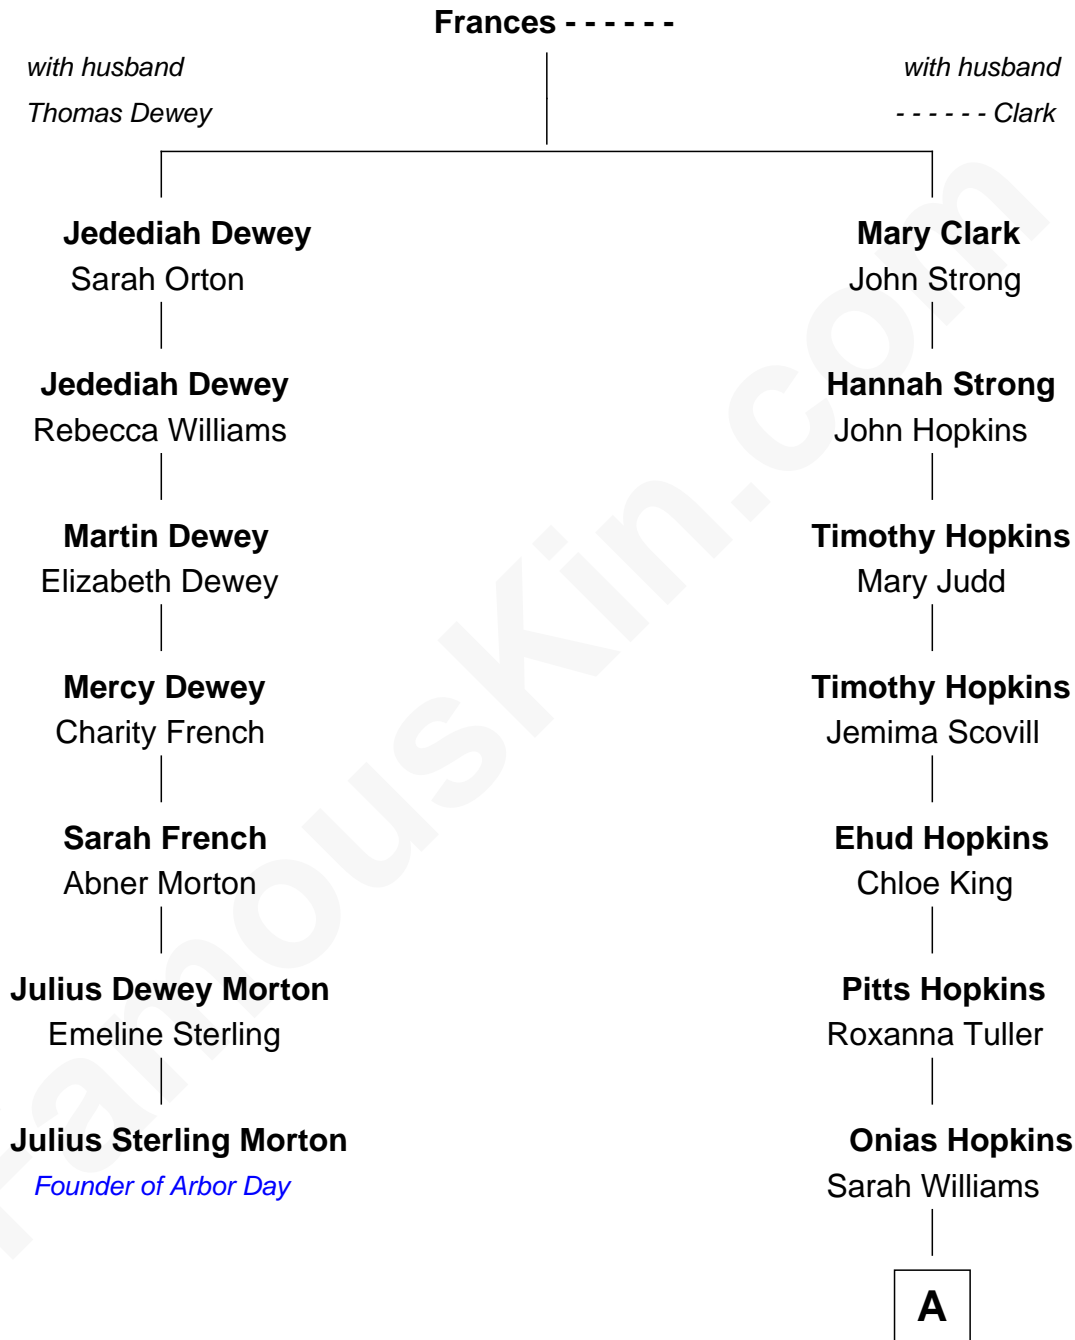 Frances - - - - - -
with husband
Thomas Dewey
with husband
- - - - - - Clark
Jedediah Dewey
Sarah Orton
Mary Clark
John Strong
Jedediah Dewey
Rebecca Williams
Hannah Strong
John Hopkins
Martin Dewey
Elizabeth Dewey
Timothy Hopkins
Mary Judd
Mercy Dewey
Charity French
Timothy Hopkins
Jemima Scovill
Sarah French
Abner Morton
Ehud Hopkins
Chloe King
Julius Dewey Morton
Emeline Sterling
Pitts Hopkins
Roxanna Tuller
Julius Sterling Morton
Founder of Arbor Day
Onias Hopkins
Sarah Williams
A
FamousKin.com